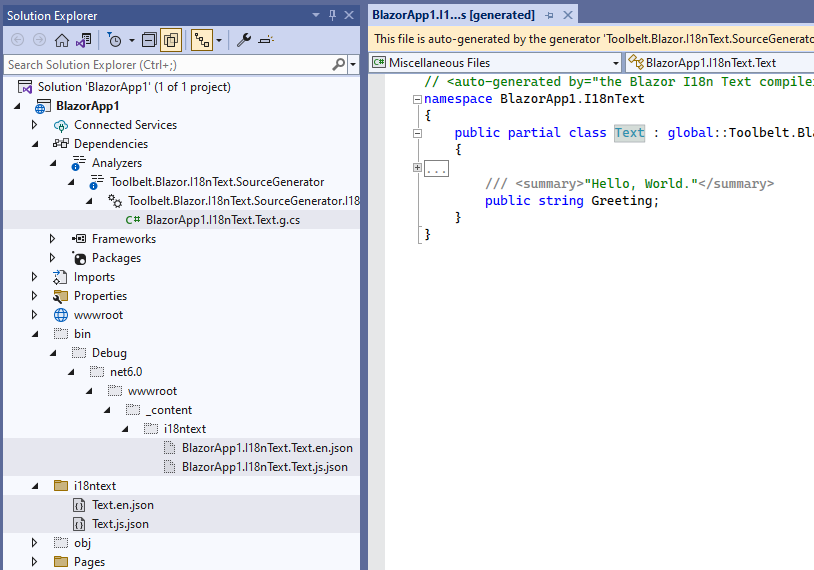 Solution Explorer
Search Solution Explorer (Ctrl+;)
Solution 'BlazorApp1' (1 of 1 project)
BlazorApp1
Connected Services
Dependencies
Analyzers
Toolbelt.Blazor.I18nText.SourceGenerator
Toolbelt.Blazor.I18nText.SourceGenerator.I18
C# BlazorApp1.I18nText.Text.g.cs
Frameworks
Packages
Imports
Properties
wwwroot
bin
Debug
net6.0
wwwroot
_content
i18ntext
BlazorApp1.I18nText.Text.en.json
BlazorApp1.I18nText.Text.js.json
i18ntext
Text.en.json
Text.js.json
obj
Pages
BlazorApp1.I1...s [generated]
This file is auto-generated by the generator 'Toolbelt.Blazor.I18nText.SourceGenerato
C# Miscellaneous Files
BlazorApp1.I18nText.Text
// <auto-generated by="the Blazor I18n Text compile
namespace BlazorApp1.I18nText
{
public partial class Text : global::Toolbelt.Bla
{
...
/// <summary>"Hello, World."</summary>
public string Greeting;
}
}